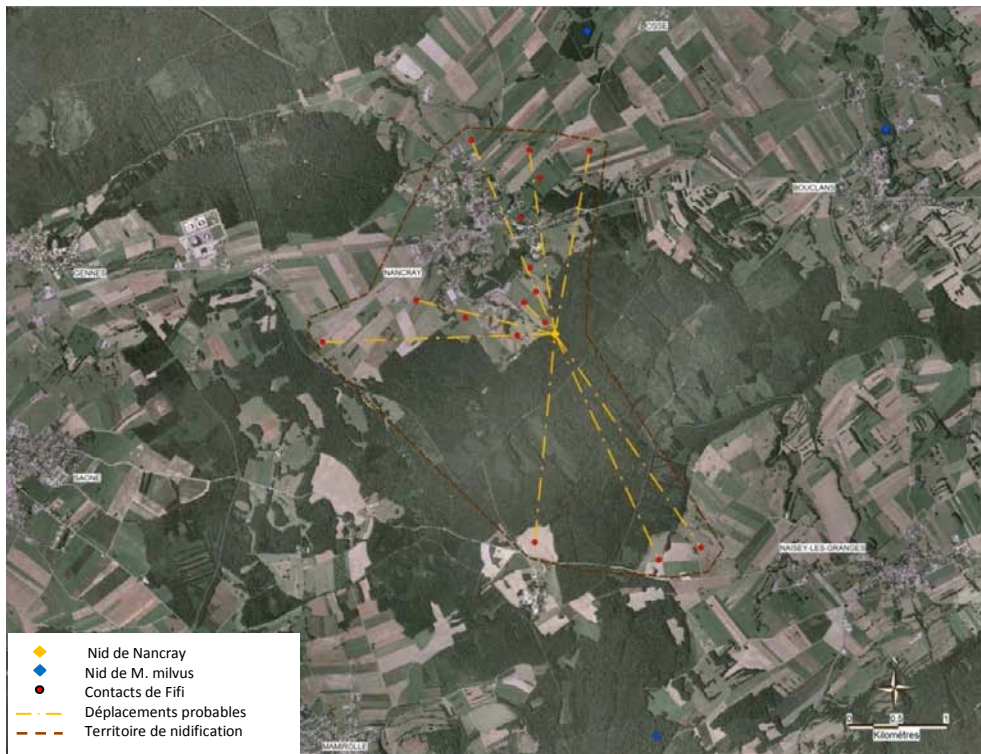 OSSE
BOUCLANS
GENNES
NANCRAY
SAONE
NAISEY-LES-GRANGES
MAMIROLLE
Nid de Nancray
Nid de M. milvus
Contacts de Fifi
Déplacements probables
Territoire de nidification
0 0.5 1
Kilomètres